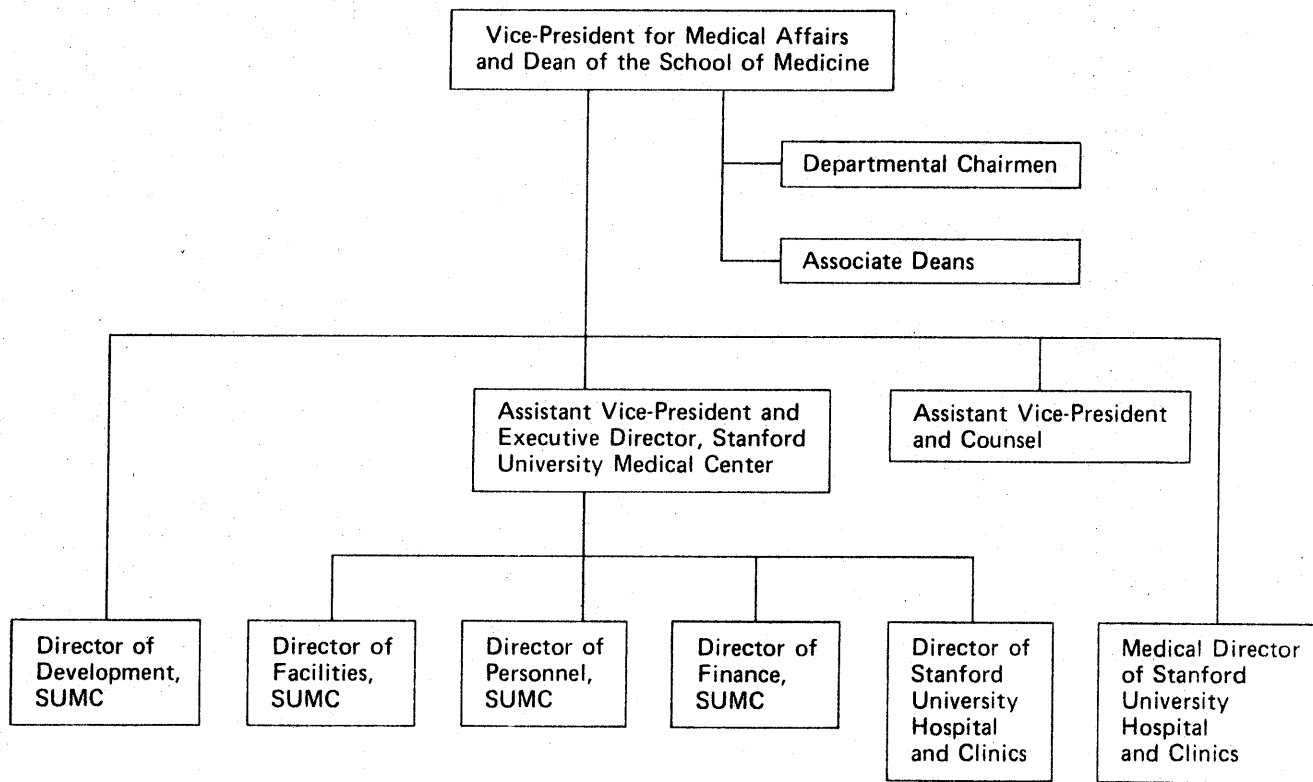 Vice-President for Medical Affairs
and Dean of the School of Medicine
Departmental Chairmen
Associate Deans
Assistant Vice-President and
Executive Director, Stanford
University Medical Center
Assistant Vice-President
and Counsel
Director of
Development,
SUMC
Director of
Facilities,
SUMC
Director of
Personnel,
SUMC
Director of
Finance,
SUMC
Director of
Stanford
University
Hospital
and Clinics
Medical Director
of Stanford
University
Hospital
and Clinics